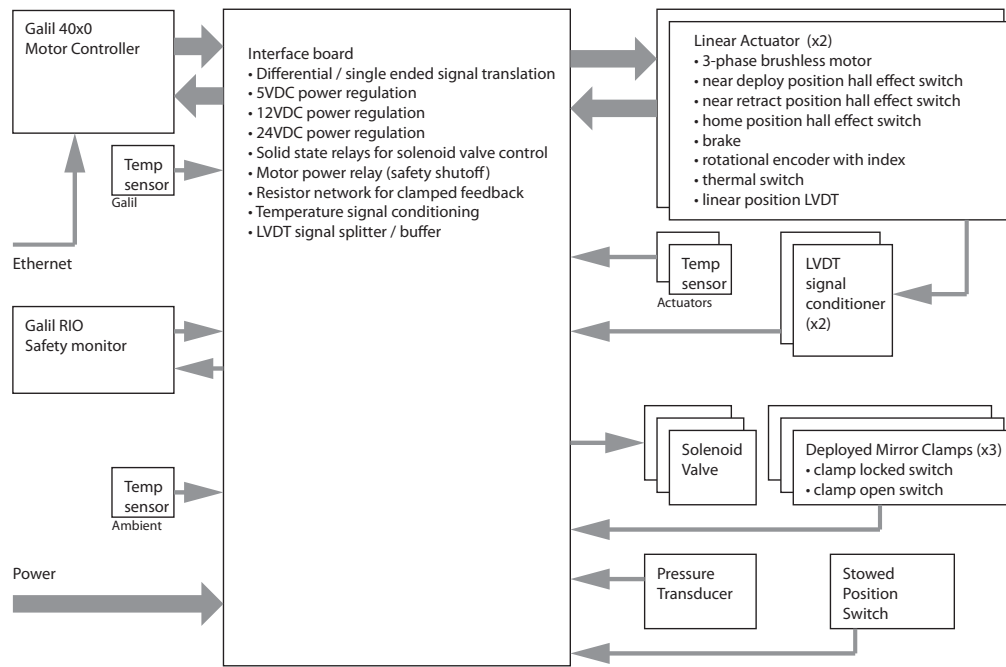 Galil 40x0
Motor Controller
Temp
sensor
Galil
Ethernet
Galil RIO
Safety monitor
Temp
sensor
Ambient
Power
Interface board
• Differential / single ended signal translation
• 5VDC power regulation
• 12VDC power regulation
• 24VDC power regulation
• Solid state relays for solenoid valve control
• Motor power relay (safety shutoff)
• Resistor network for clamped feedback
• Temperature signal conditioning
• LVDT signal splitter / buffer
Linear Actuator (x2)
• 3-phase brushless motor
• near deploy position hall effect switch
• near retract position hall effect switch
• home position hall effect switch
• brake
• rotational encoder with index
• thermal switch
• linear position LVDT
Temp
sensor
Actuators
LVDT
signal
conditioner
(x2)
Solenoid
Valve
Deployed Mirror Clamps (x3)
• clamp locked switch
• clamp open switch
Pressure
Transducer
Stowed
Position
Switch